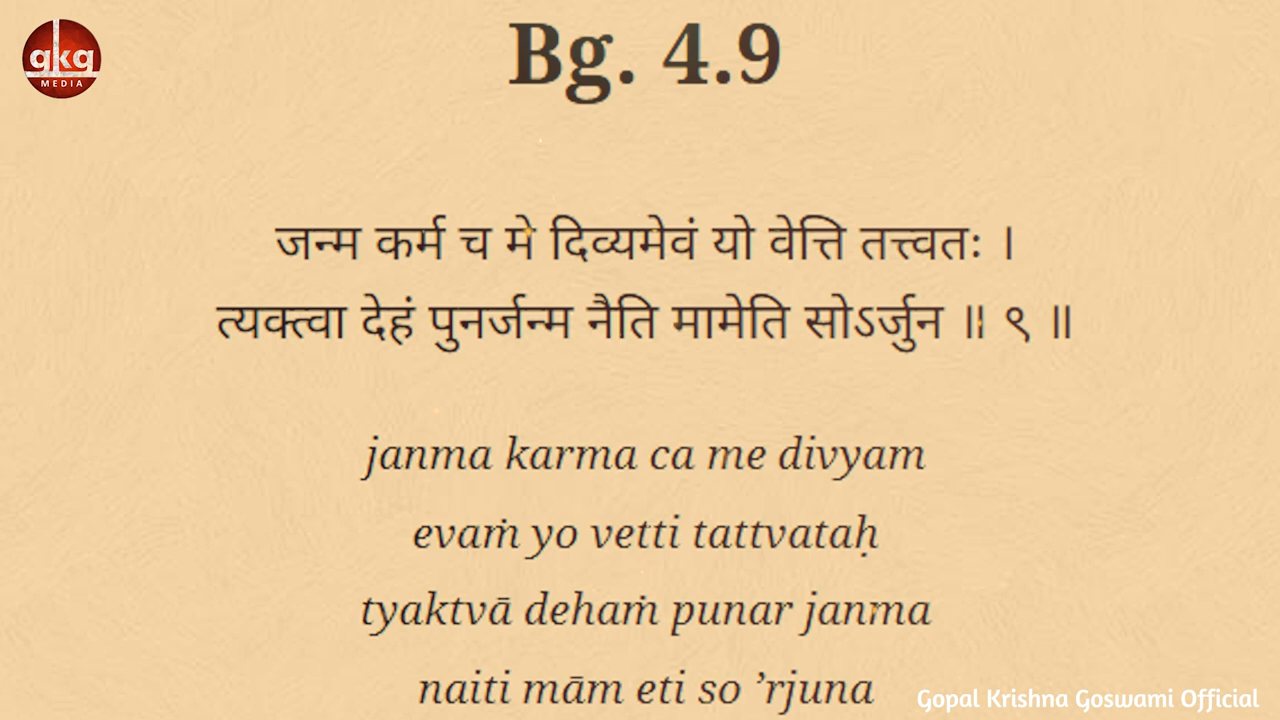 gkg
MEDIA
Bg. 4.9
जन्म कर्म च मे दिव्यमेवं यो वेत्ति तत्त्वतः ।
त्यक्त्वा देहं पुनर्जन्म नैति मामेति सोऽर्जुन ॥ ९ ॥
janma karma ca me divyam
evaṁ yo vetti tattvataḥ
tyaktvā dehaṁ punar janma
naiti mām eti so ’rjuna
Gopal Krishna Goswami Official